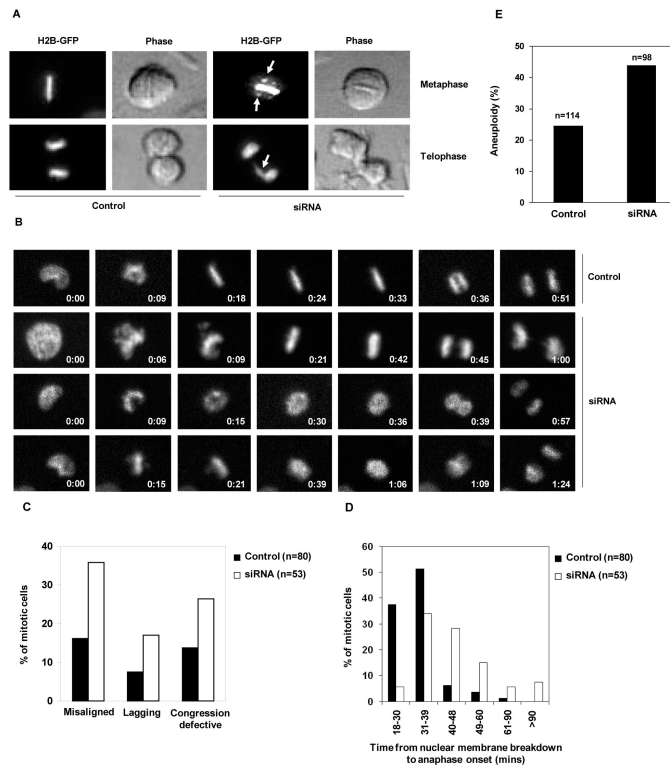 A
H2B-GFP
Phase
H2B-GFP
Phase
Metaphase
Telophase
Control
siRNA
E
50
40
30
20
10
0
Aneuploidy (%)
n=114
n=98
Control
siRNA
B
0:00
0:09
0:18
0:24
0:33
0:36
0:51
Control
0:00
0:06
0:09
0:21
0:42
0:45
1:00
0:00
0:09
0:15
0:30
0:36
0:39
0:57
siRNA
0:00
0:15
0:21
0:39
1:06
1:09
1:24
C
40
30
20
10
0
% of mitotic cells
Control (n=80)
siRNA (n=53)
Misaligned
Lagging
Congression
defective
D
60
50
40
30
20
10
0
% of mitotic cells
Control (n=80)
siRNA (n=53)
18-30
31-39
40-48
49-60
61-90
>90
Time from nuclear membrane breakdown
to anaphase onset (mins)